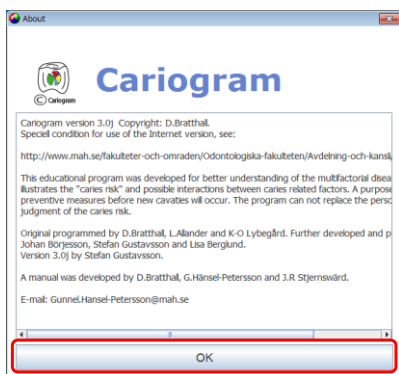 About
Cariogram
© Cariogram
Cariogram version 3.0j Copyright: D.Bratthall.
Speciel condition for use of the Internet version, see:
http://www.mah.se/fakulteter-och-omraden/Odontologiska-fakulteten/Avdelning-och-kansli,
This educational program was developed for better understanding of the multifactorial disea
illustrates the "caries risk" and possible interactions between caries related factors. A purpose
preventive measures before new cavaties will occur. The program can not replace the perso
judgment of the caries risk.
Original programmed by D.Bratthall, L.Allander and K-O Lybegård. Further developed and p
Johan Börjesson, Stefan Gustavsson and Lisa Berglund.
Version 3.0j by Stefan Gustavsson.
A manual was developed by D.Bratthall, G.Hänsel-Petersson and J.R Stjernswärd.
E-mail: Gunnel.Hansel-Petersson@mah.se
OK